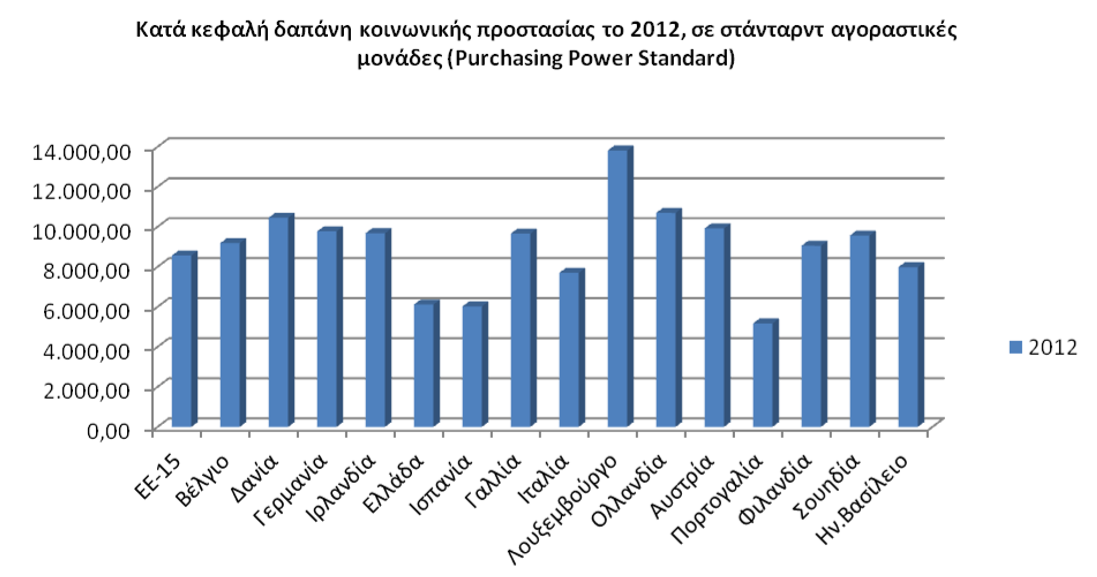 Κατά κεφαλή δαπάνη κοινωνικής προστασίας το 2012, σε στάνταρντ αγοραστικές
μονάδες (Purchasing Power Standard)
14.000,00
12.000,00
10.000,00
8.000,00
6.000,00
4.000,00
2.000,00
0,00
2012
ΕΕ-15
Βέλγιο
Δανία
Γερμανία
Ιρλανδία
Ελλάδα
Ισπανία
Γαλλία
Ιταλία
Λουξεμβούργο
Ολλανδία
Αυστρία
Πορτογαλία
Φιλανδία
Σουηδία
Ην.Βασίλειο